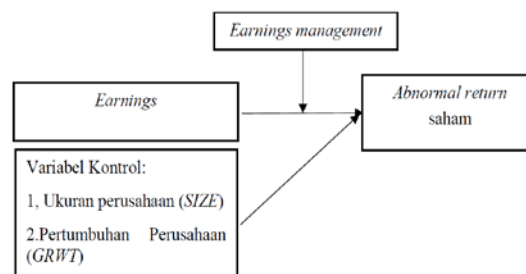 Earnings management
Earnings
Abnormal return
saham
Variabel Kontrol:
1, Ukuran perusahaan (SIZE)
2.Pertumbuhan Perusahaan
(GRWT)